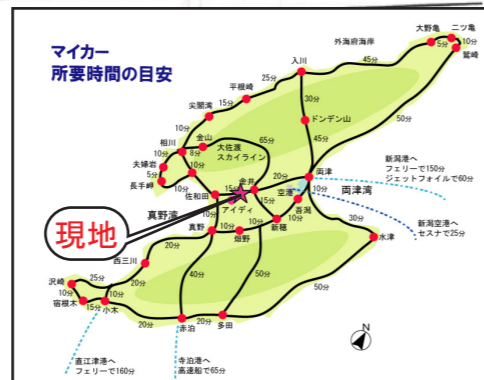 マイカー
所要時間の目安
外海府海岸
大野亀
二ツ亀
5分
10分
鷲崎
入川
45分
25分
平根崎
15分
尖閣湾
30分
50分
ドンデン山
10分
金山
相川
8分
大佐渡
スカイライン
65分
45分
10分
夫婦岩
5分
長手岬
10分
10分
佐和田
15分
金井
アイディ
空港
両津
両津湾
新潟港へ
フェリーで150分
ジェットフォイルで60分
15分
10分
吾潟
真野湾
現地
10分
真野
10分
畑野
10分
新穂
10分
30分
新潟空港へ
セスナで25分
水津
20分
西三川
沢崎
25分
10分
宿根木
15分
小木
10分
20分
40分
20分
50分
50分
20分
赤泊
20分
多田
直江津港へ
フェリーで160分
寺泊港へ
高速船で65分
N